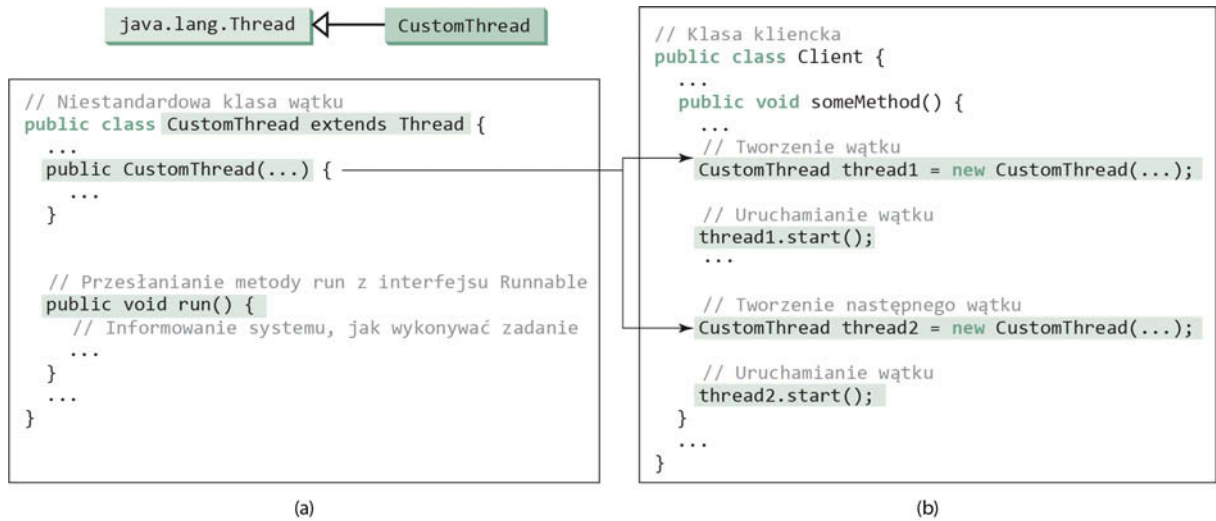 java.lang.Thread
CustomThread
// Niestandardowa klasa wątku
public class CustomThread extends Thread {
...
public CustomThread(...) {
...
}
// Przesłanianie metody run z interfejsu Runnable
public void run() {
// Informowanie systemu, jak wykonywać zadanie
...
}
...
}
(a)
// Klasa kliencka
public class Client {
...
public void someMethod() {
...
// Tworzenie wątku
CustomThread thread1 = new CustomThread(...);
// Uruchamianie wątku
thread1.start();
...
// Tworzenie następnego wątku
CustomThread thread2 = new CustomThread(...);
// Uruchamianie wątku
thread2.start();
}
...
}
(b)